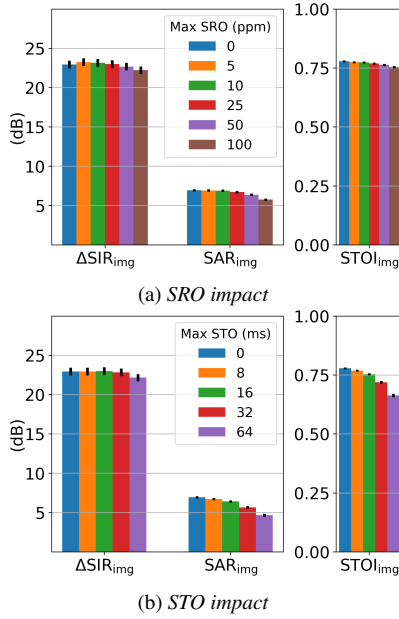 Max SRO (ppm)
0
5
10
25
50
100
(dB)
25
20
15
10
5
ΔSIRimg
SARimg
1.00
0.75
0.50
0.25
0.00
STOIimg
(a) SRO impact
Max STO (ms)
0
8
16
32
64
(dB)
25
20
15
10
5
ΔSIRimg
SARimg
1.00
0.75
0.50
0.25
0.00
STOIimg
(b) STO impact